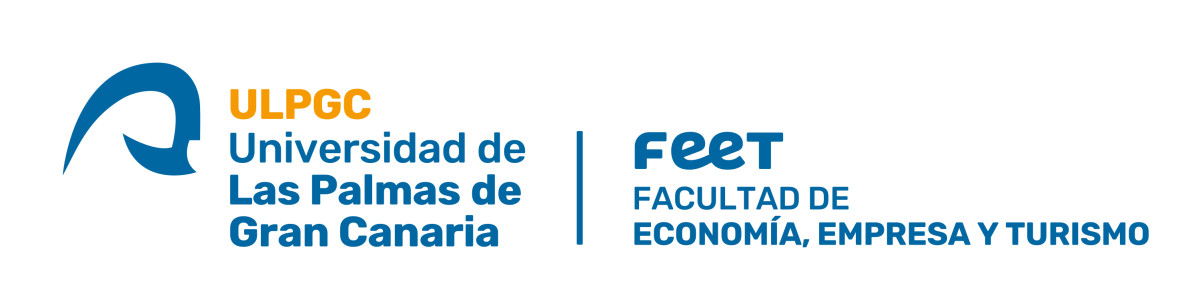 ULPGC
Universidad de
Las Palmas de
Gran Canaria
FeeT
FACULTAD DE
ECONOMÍA, EMPRESA Y TURISMO